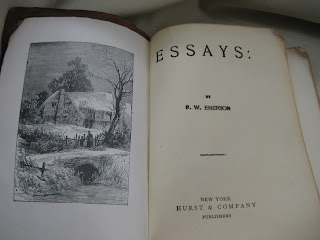 ESSAYS:
BY
R. W. EMERSON
NEW YORK
HURST & COMPANY
PUBLISHERS